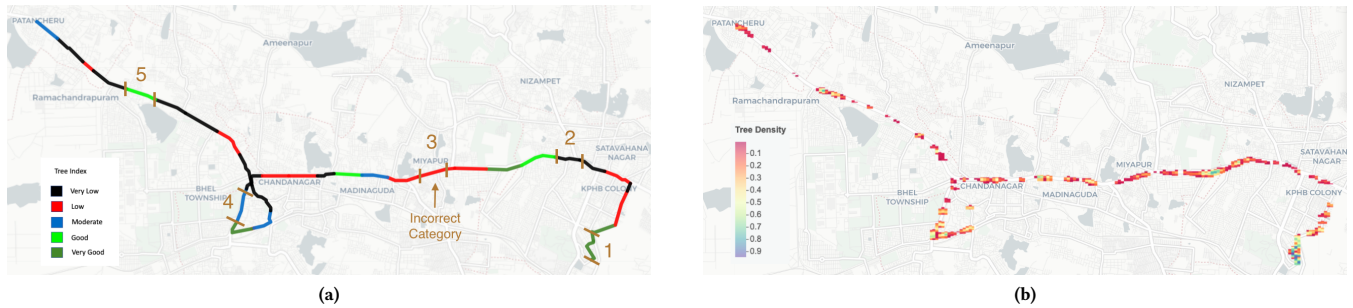 PATANCHERU
Ameenapur
5
NIZAMPET
Ramachandrapuram
2
3
SATAVAHANA
NAGAR
MIYAPUR
Tree Index
CHANDANAGAR
MADINAGUDA
KPHB COLONY
Very Low
BHEL
TOWNSHIP
Low
4
Incorrect
Category
Moderate
Good
1
Very Good
(a)
PATANCHERU
Ameenapur
NIZAMPET
Ramachandrapuram
Tree Density
0.1
0.2
0.3
0.4
0.5
0.6
0.7
0.8
0.9
SATAVAHANA
NAGAR
MIYAPUR
CHANDANAGAR
MADINAGUDA
KPHB COLONY
BHEL
TOWNSHIP
(b)